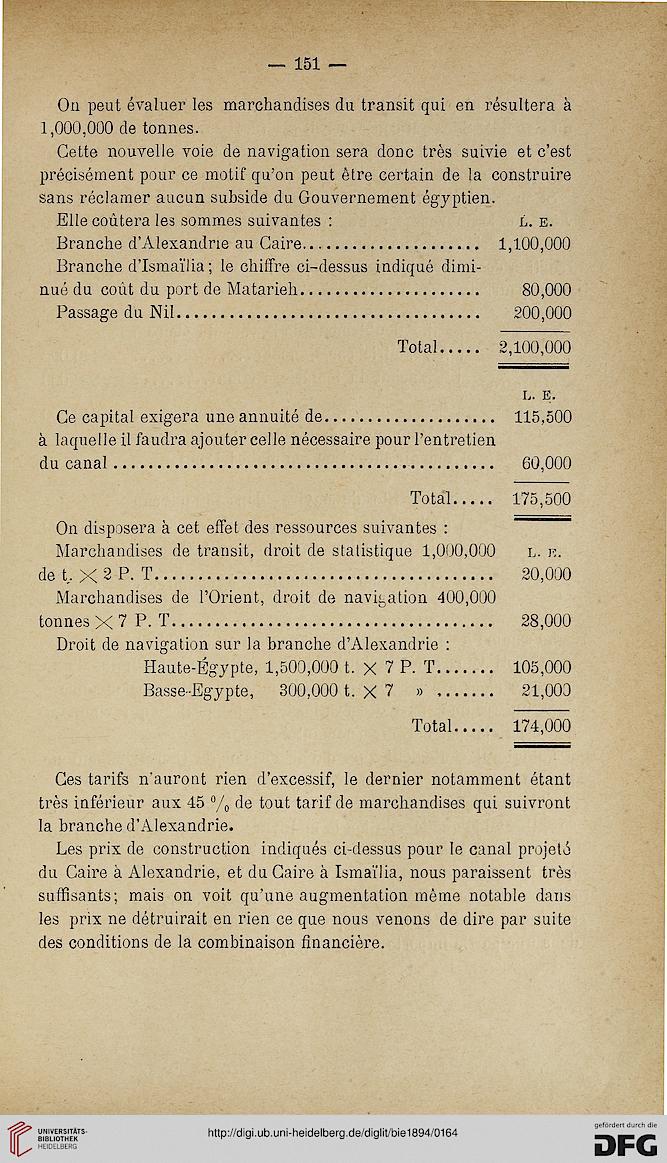 — 151 —
On peut évaluer les marchandises du transit qui en résultera à
1,000,000 de tonnes.
Cette nouvelle voie de navigation sera donc très suivie et c'est
précisément pour ce motif qu'on peut être certain de la construire
sans réclamer aucun subside du Gouvernement égyptien.
Elle coûtera les sommes suivantes : L. E.
Branche d'Alexandrie au Caire..................... 1,100,000
Branche d'Ismaïlia; le chiffre ci-dessus indiqué dimi-
nué du coût du port de Matarieh..................... 80,000
Passage du Nil................................... 200,000
Total..... 2,100,000
L. E.
Ce capital exigera une annuité de.................... 115,500
à laquelle il faudra ajouter celle nécessaire pour l'entretien
du canal ............................................ 60,000
Total..... 175,500
On disposera à cet effet des ressources suivantes :
Marchandises de transit, droit de statistique 1,000,000 L. E.
de t. × 2 P. T....................................... 20,000
Marchandises de l'Orient, droit de navigation 400,000
tonnes × 7 P. T..................................... 28,000
Droit de navigation sur la branche d'Alexandrie :
Haute-Égypte, 1,500,000 t. × 7 P. T....... 105,000
Basse-Egypte, 300,000 t. × 7 » ....... 21,000
Total..... 174,000
Ces tarifs n'auront rien d'excessif, le dernier notamment étant
très inférieur aux 45 % de tout tarif de marchandises qui suivront
la branche d'Alexandrie.
Les prix de construction indiqués ci-dessus pour le canal projeté
du Caire à Alexandrie, et du Caire à Ismaïlia, nous paraissent très
suffisants; mais on voit qu'une augmentation même notable dans
les prix ne détruirait en rien ce que nous venons de dire par suite
des conditions de la combinaison financière.
UNIVERSITÄTS-
BIBLIOTHEK
HEIDELBERG
http://digi.ub.uni-heidelberg.de/diglit/bie1894/0164
gefördert durch die
DFG